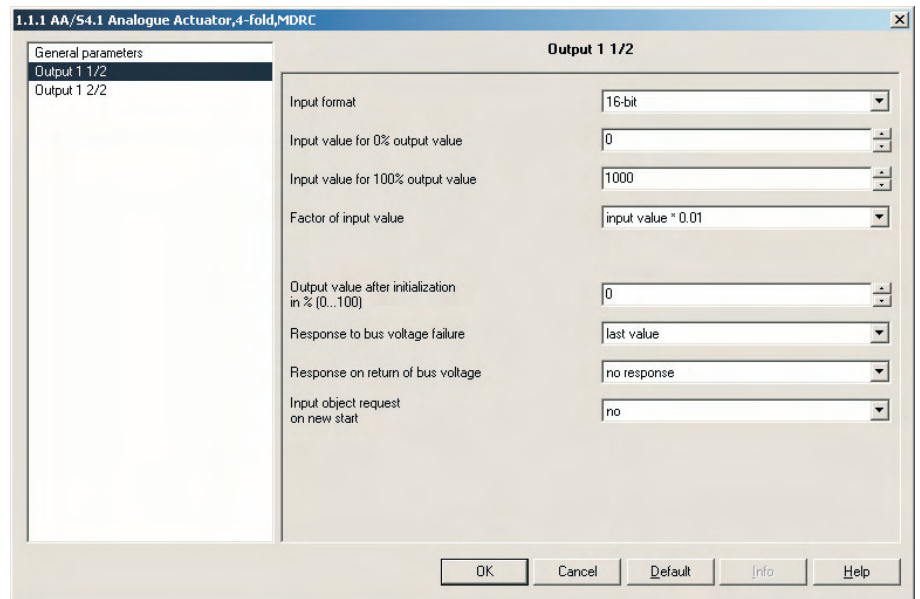 1.1.1 AA/S4.1 Analogue Actuator,4-fold,MDRC
General parameters
Output 1 1/2
Output 1 2/2
Output 1 1/2
Input format
16-bit
Input value for 0% output value
0
Input value for 100% output value
1000
Factor of input value
input value * 0.01
Output value after initialization
in % (0...100)
0
Response to bus voltage failure
last value
Response on return of bus voltage
no response
Input object request
on new start
no
OK
Cancel
Default
Info
Help